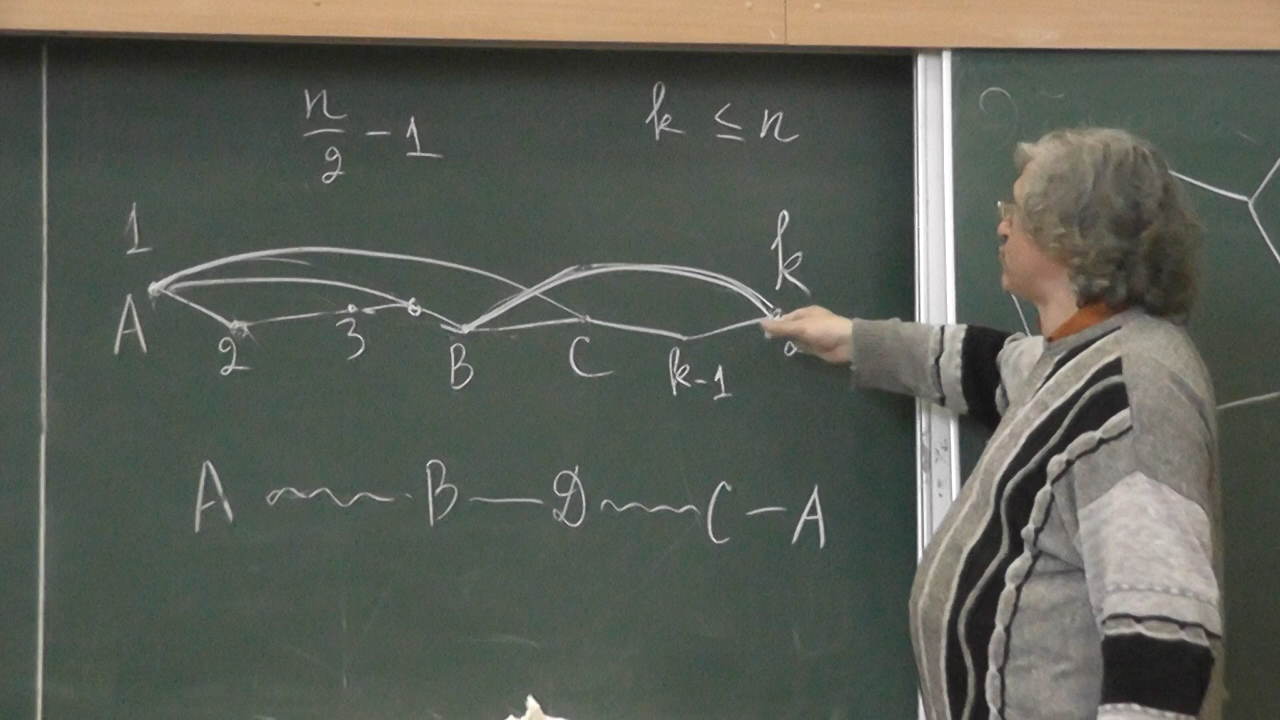 n/2 - 1 k ≤ n
1 k
A 2 3 B C k-1
A ~ B — D ~ C — A